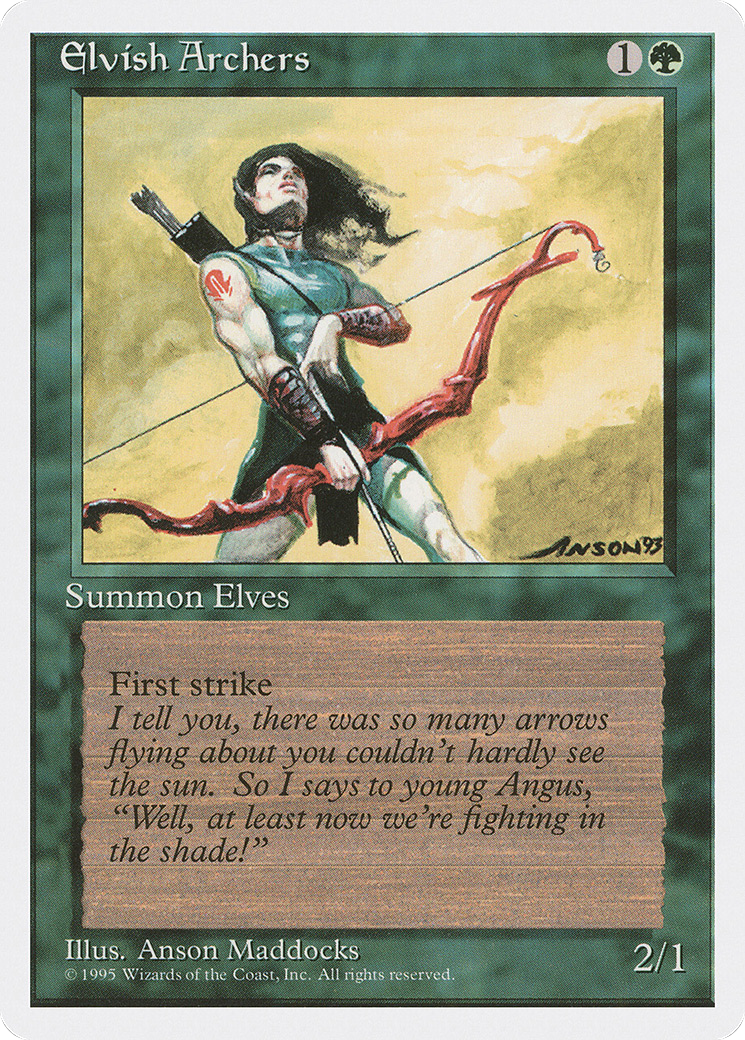 Elvish Archers 1
ANSON '93
Summon Elves
First strike
I tell you, there was so many arrows
flying about you couldn't hardly see
the sun. So I says to young Angus,
"Well, at least now we're fighting in
the shade!"
Illus. Anson Maddocks
© 1995 Wizards of the Coast, Inc. All rights reserved.
2/1